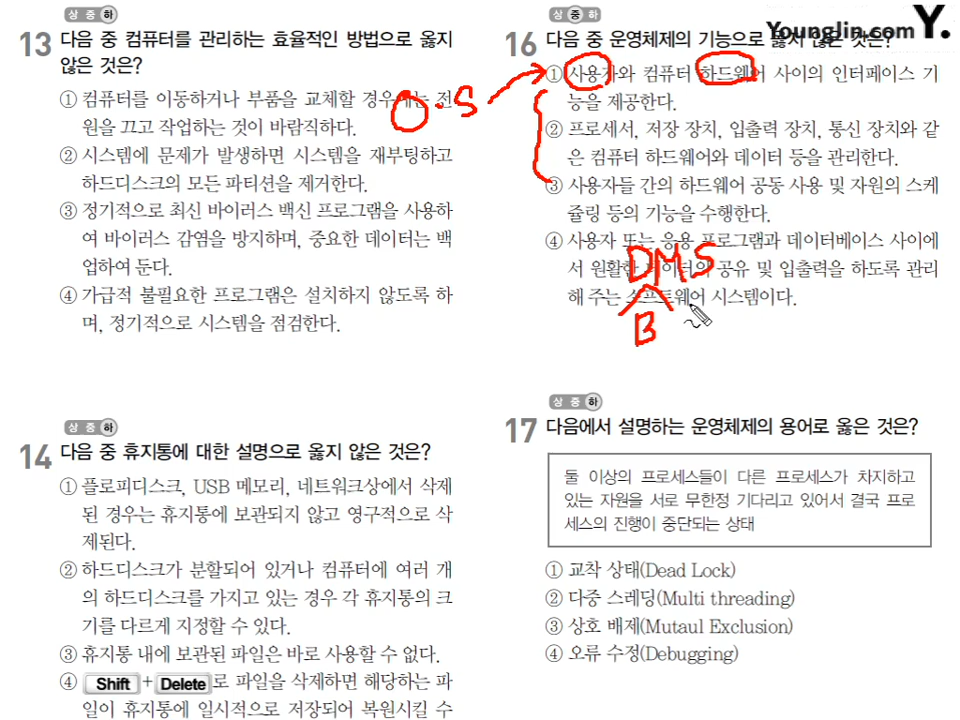 상 중 하
13 다음 중 컴퓨터를 관리하는 효율적인 방법으로 옳지
않은 것은?
① 컴퓨터를 이동하거나 부품을 교체할 경우에는 전
원을 끄고 작업하는 것이 바람직하다.
② 시스템에 문제가 발생하면 시스템을 재부팅하고
하드디스크의 모든 파티션을 제거한다.
③ 정기적으로 최신 바이러스 백신 프로그램을 사용하
여 바이러스 감염을 방지하며, 중요한 데이터는 백
업하여 둔다.
④ 가급적 불필요한 프로그램은 설치하지 않도록 하
며, 정기적으로 시스템을 점검한다.
상 중 하
14 다음 중 휴지통에 대한 설명으로 옳지 않은 것은?
① 플로피디스크, USB 메모리, 네트워크상에서 삭제
된 경우는 휴지통에 보관되지 않고 영구적으로 삭
제된다.
② 하드디스크가 분할되어 있거나 컴퓨터에 여러 개
의 하드디스크를 가지고 있는 경우 각 휴지통의 크
기를 다르게 지정할 수 있다.
③ 휴지통 내에 보관된 파일은 바로 사용할 수 없다.
④ Shift + Delete 로 파일을 삭제하면 해당하는 파
일이 휴지통에 일시적으로 저장되어 복원시킬 수
Younglin.com Y.
상 중 하
16 다음 중 운영체제의 기능으로 옳지 않은 것은?
① 사용자와 컴퓨터 하드웨어 사이의 인터페이스 기
능을 제공한다.
② 프로세서, 저장 장치, 입출력 장치, 통신 장치와 같
은 컴퓨터 하드웨어와 데이터 등을 관리한다.
③ 사용자들 간의 하드웨어 공동 사용 및 자원의 스케
쥴링 등의 기능을 수행한다.
④ 사용자 또는 응용 프로그램과 데이터베이스 사이에
서 원활한 데이터의 공유 및 입출력을 하도록 관리
해 주는 소프트웨어 시스템이다.
O.S
DMS
B
상 중 하
17 다음에서 설명하는 운영체제의 용어로 옳은 것은?
둘 이상의 프로세스들이 다른 프로세스가 차지하고
있는 자원을 서로 무한정 기다리고 있어서 결국 프로
세스의 진행이 중단되는 상태
① 교착 상태(Dead Lock)
② 다중 스레딩(Multi threading)
③ 상호 배제(Mutaul Exclusion)
④ 오류 수정(Debugging)